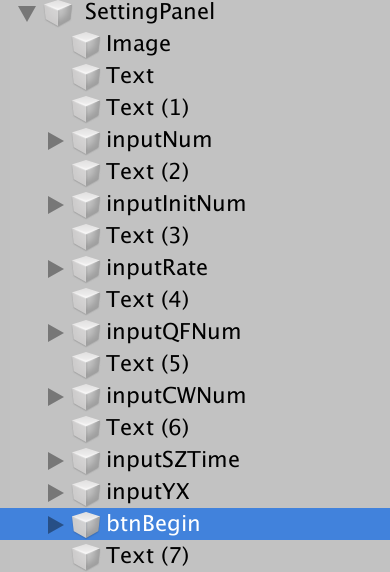 SettingPanel
Image
Text
Text (1)
inputNum
Text (2)
inputInitNum
Text (3)
inputRate
Text (4)
inputQFNum
Text (5)
inputCWNum
Text (6)
inputSZTime
inputYX
btnBegin
Text (7)